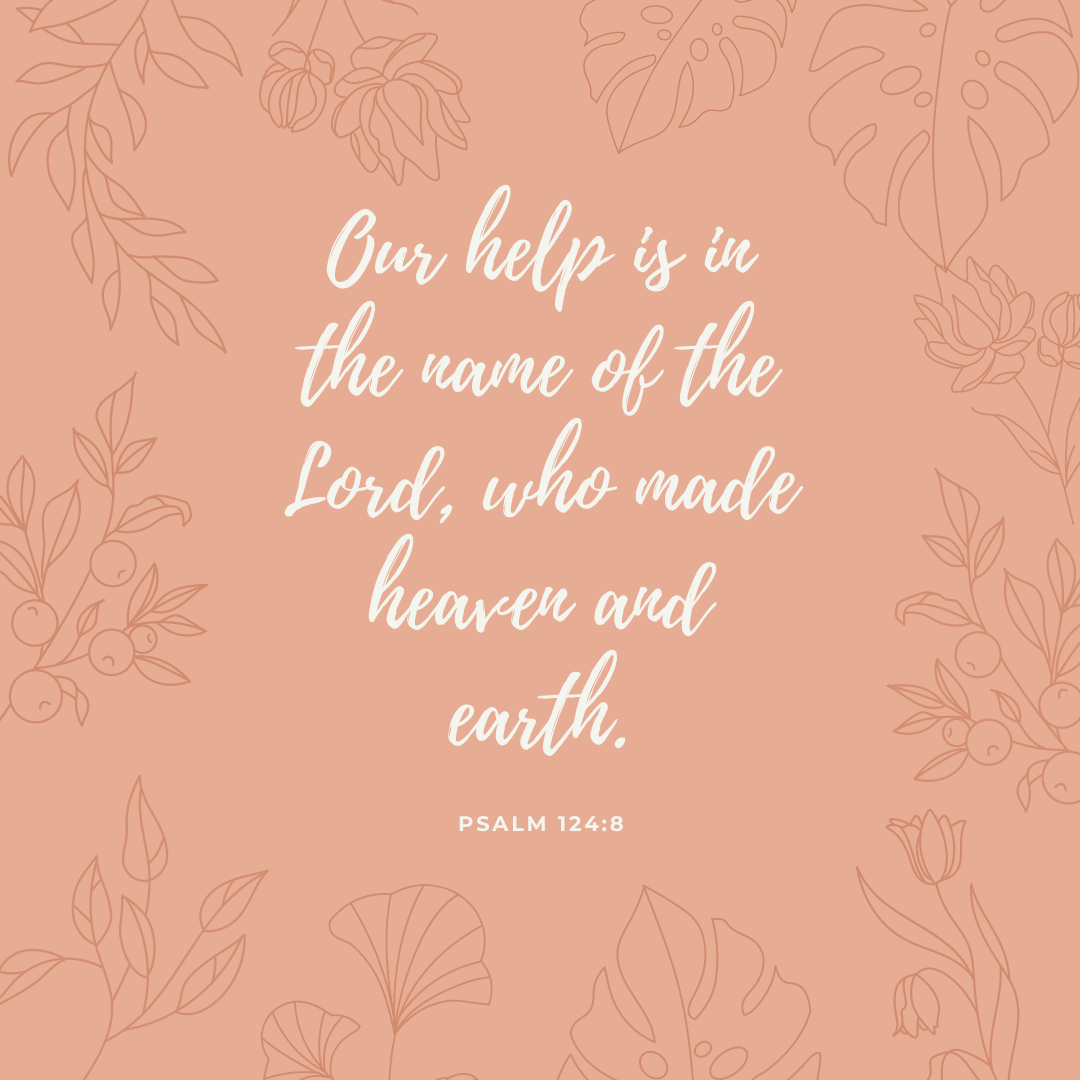 Our help is in
the name of the
Lord, who made
heaven and
earth.
PSALM 124:8